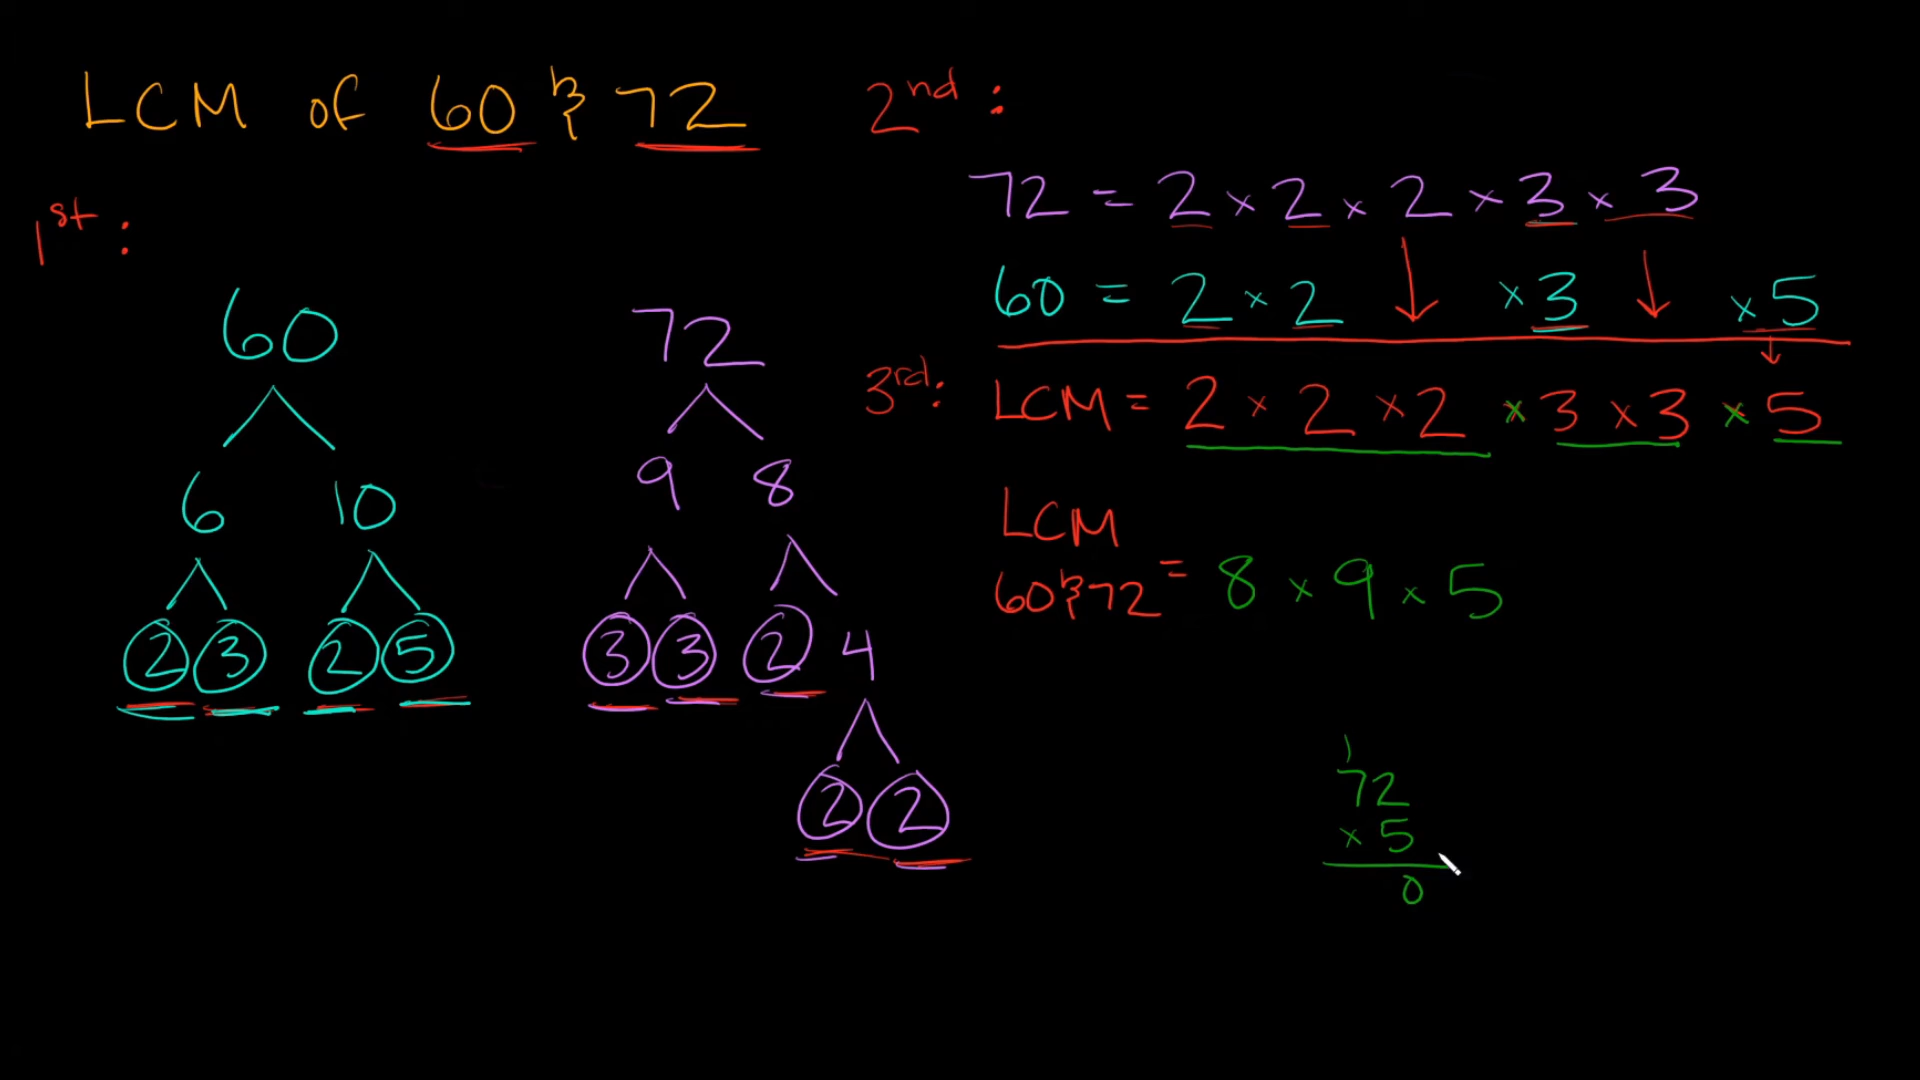 LCM of 60 & 72
1st:
60
6 10
2 3 2 5
72
9 8
3 3 2 4
2 2
2nd:
72 = 2 × 2 × 2 × 3 × 3
60 = 2 × 2 × 3 × 5
3rd:
LCM = 2 × 2 × 2 × 3 × 3 × 5
LCM
60 & 72 = 8 × 9 × 5
1
72
× 5
0